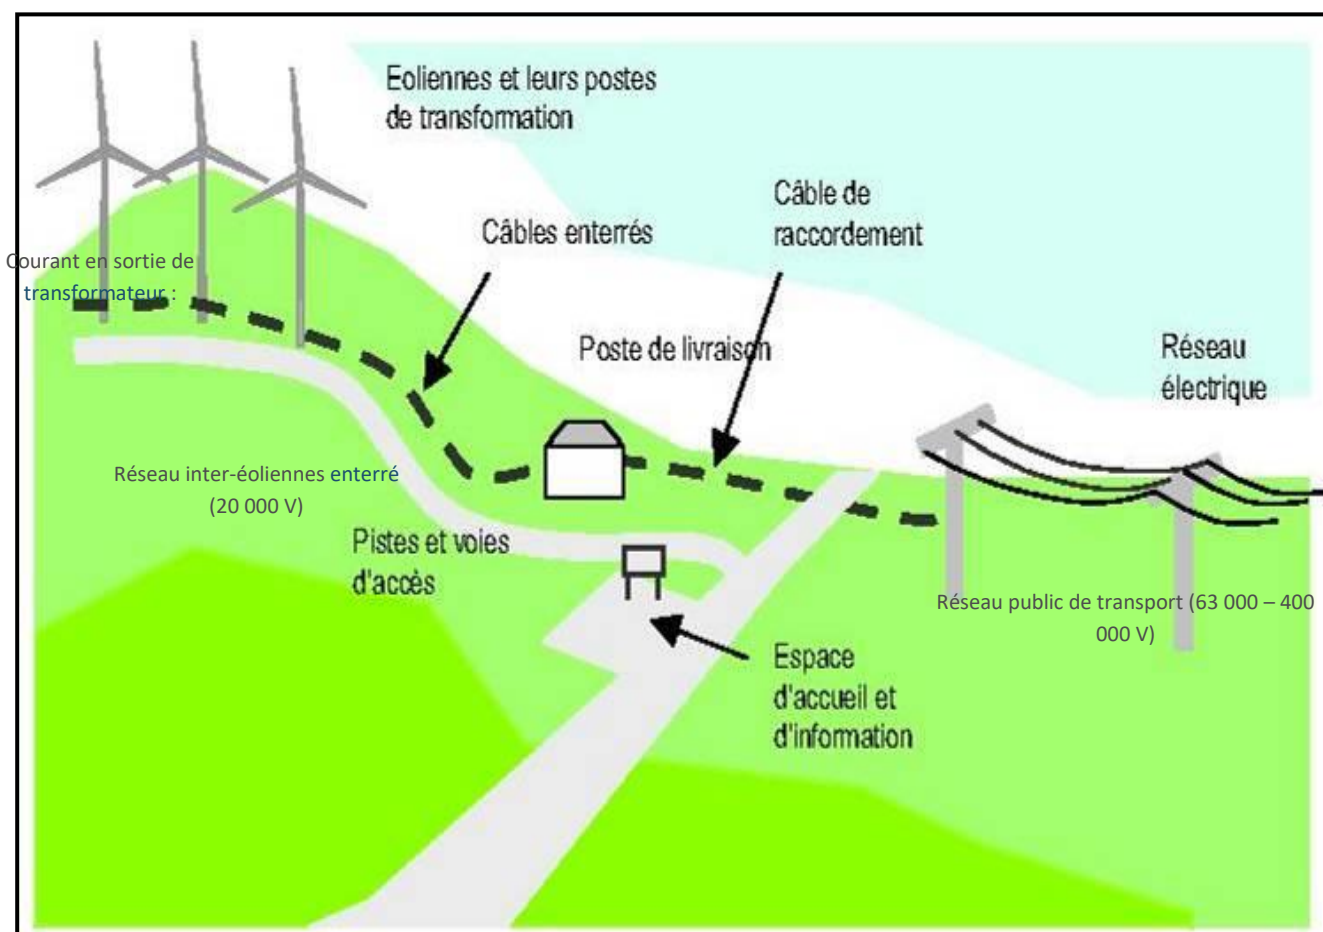 Eoliennes et leurs postes
de transformation
Câble de
raccordement
Câbles enterrés
Courant en sortie de
transformateur :
Poste de livraison
Réseau
électrique
Réseau inter-éoliennes enterré
(20 000 V)
Pistes et voies
d'accès
Réseau public de transport (63 000 – 400
000 V)
Espace
d'accueil et
d'information